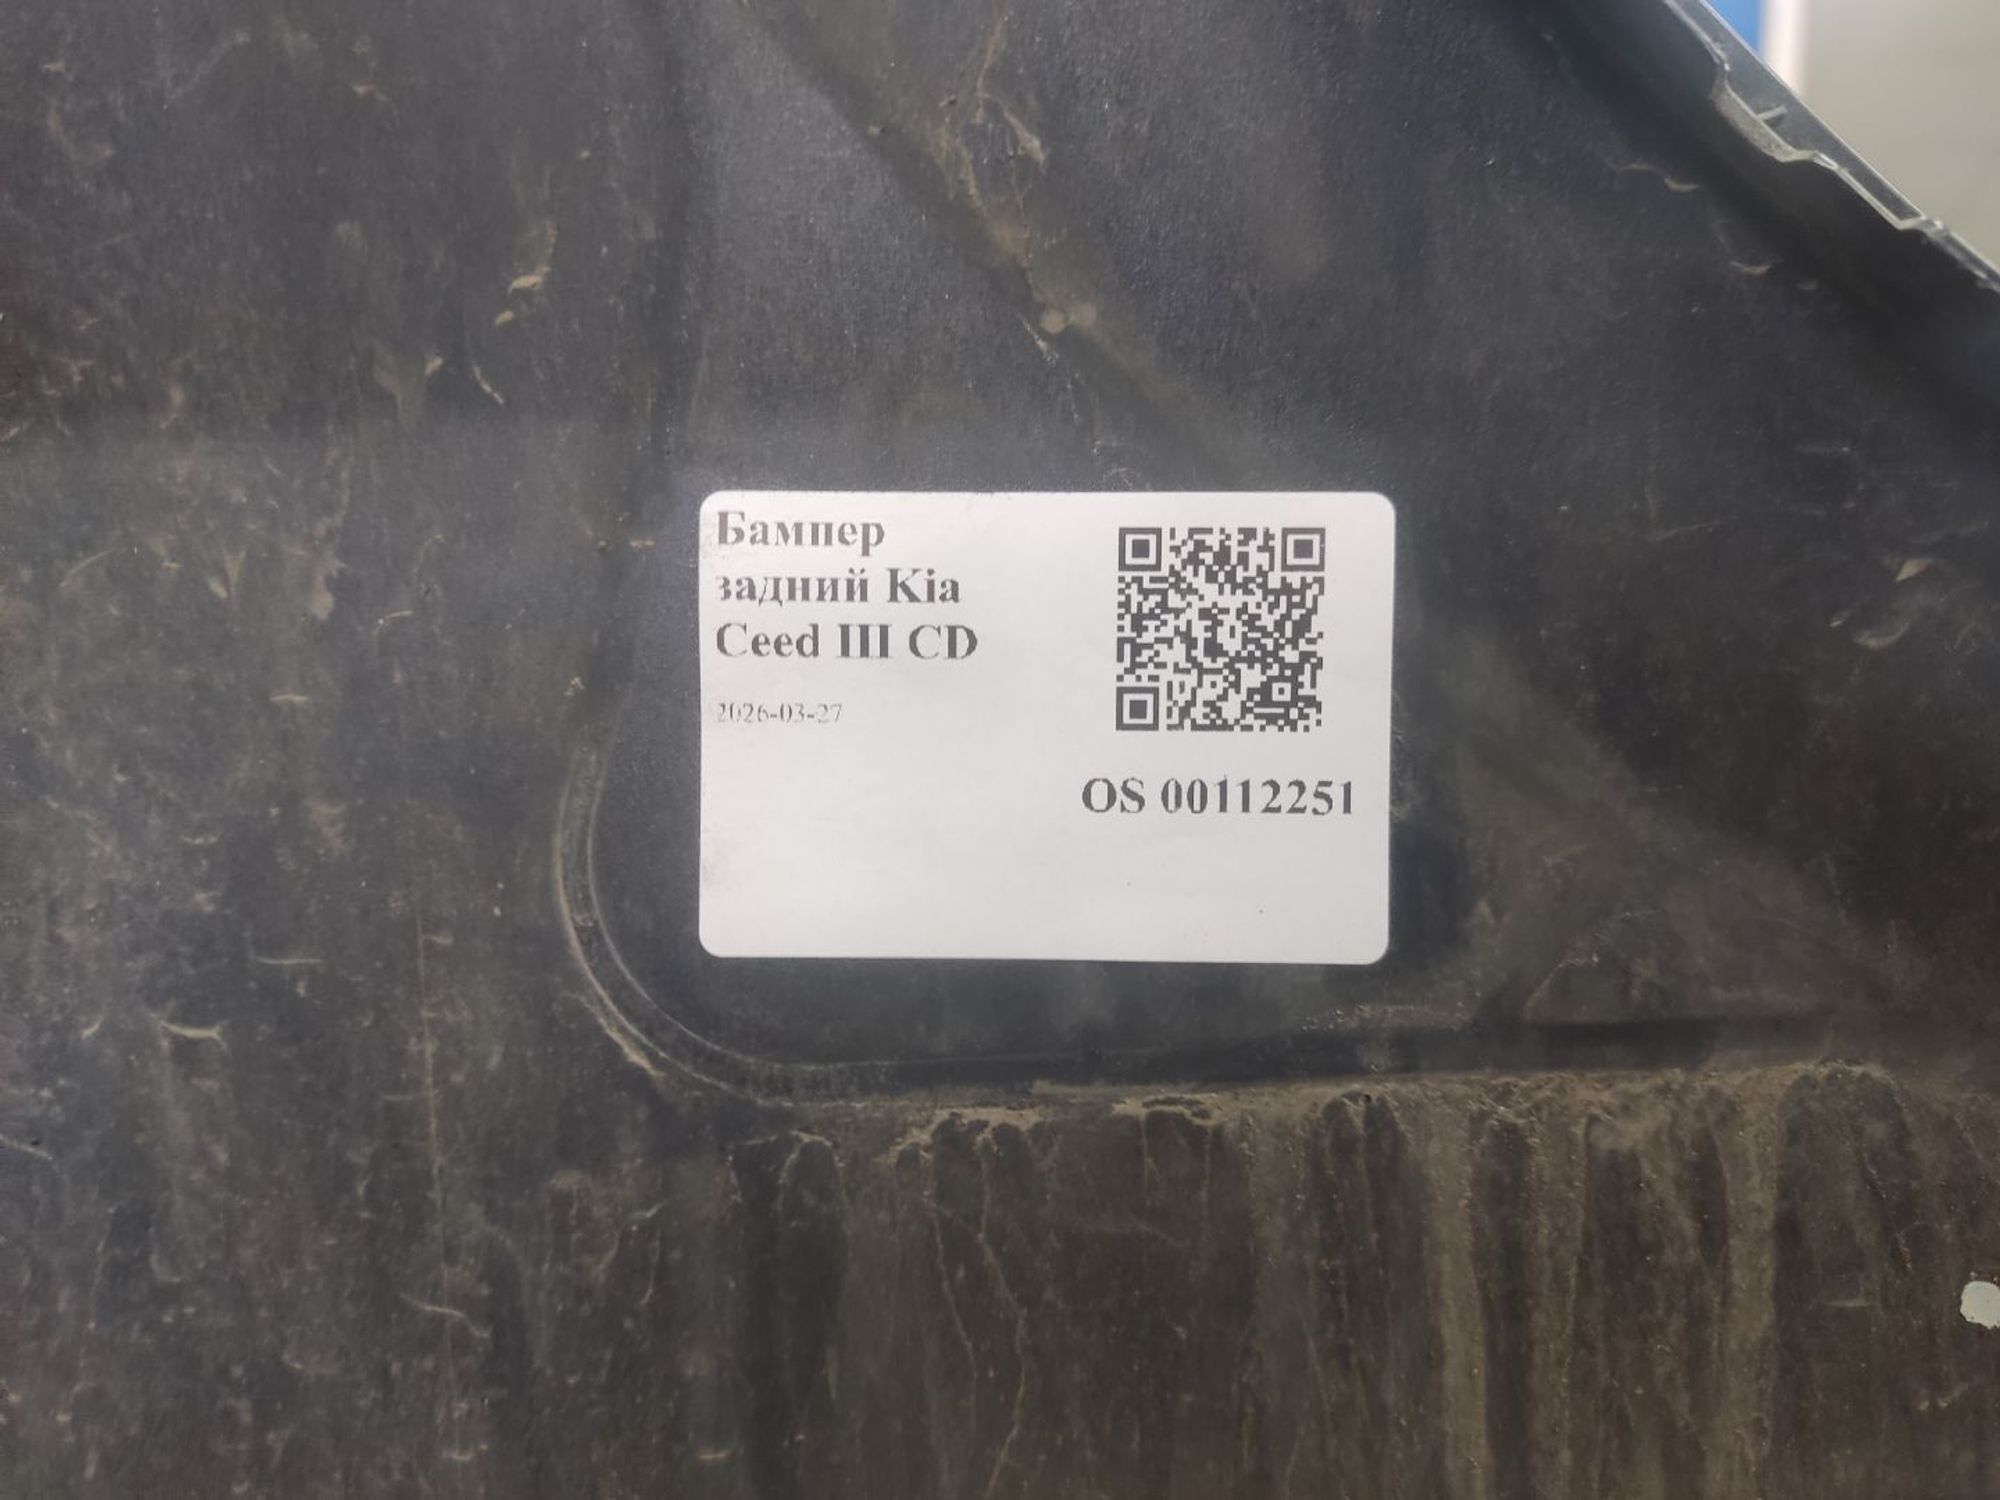 Бампер
задний Kia
Ceed III CD
2026-03-27
OS 00112251